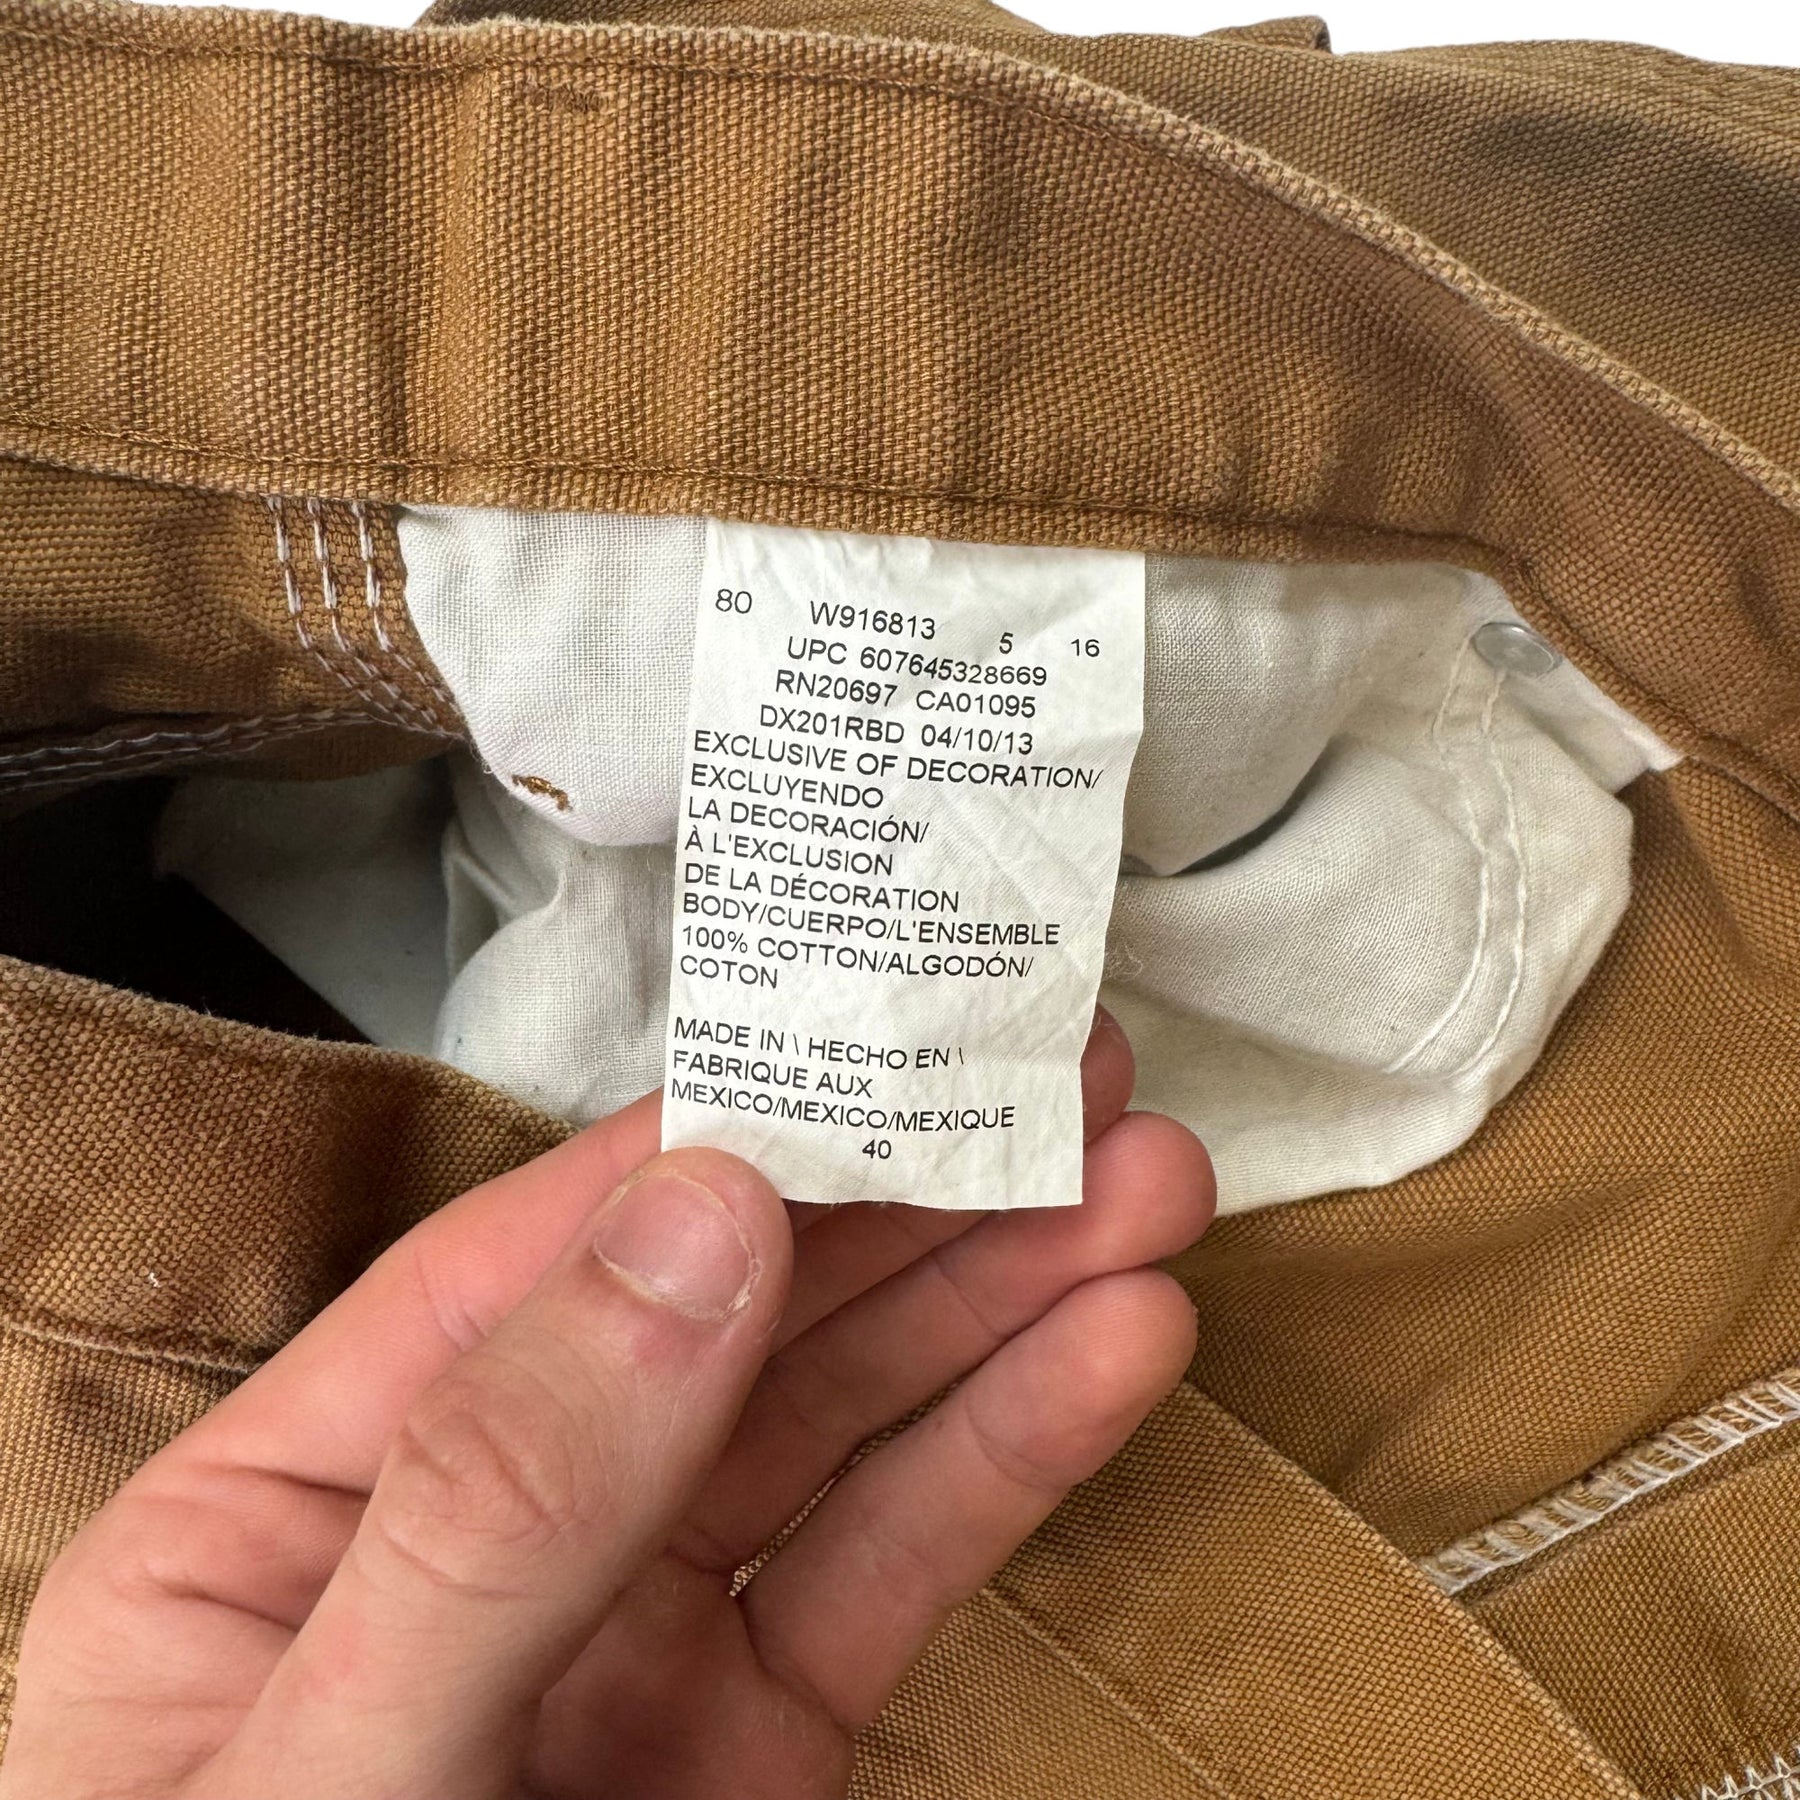 80 W916813 5 16
UPC 607645328669
RN20697 CA01095
DX201RBD 04/10/13
EXCLUSIVE OF DECORATION/
EXCLUYENDO
LA DECORACIÓN/
À L'EXCLUSION
DE LA DÉCORATION
BODY/CUERPO/L'ENSEMBLE
100% COTTON/ALGODÓN/
COTON
MADE IN \ HECHO EN \
FABRIQUE AUX
MEXICO/MEXICO/MEXIQUE
40